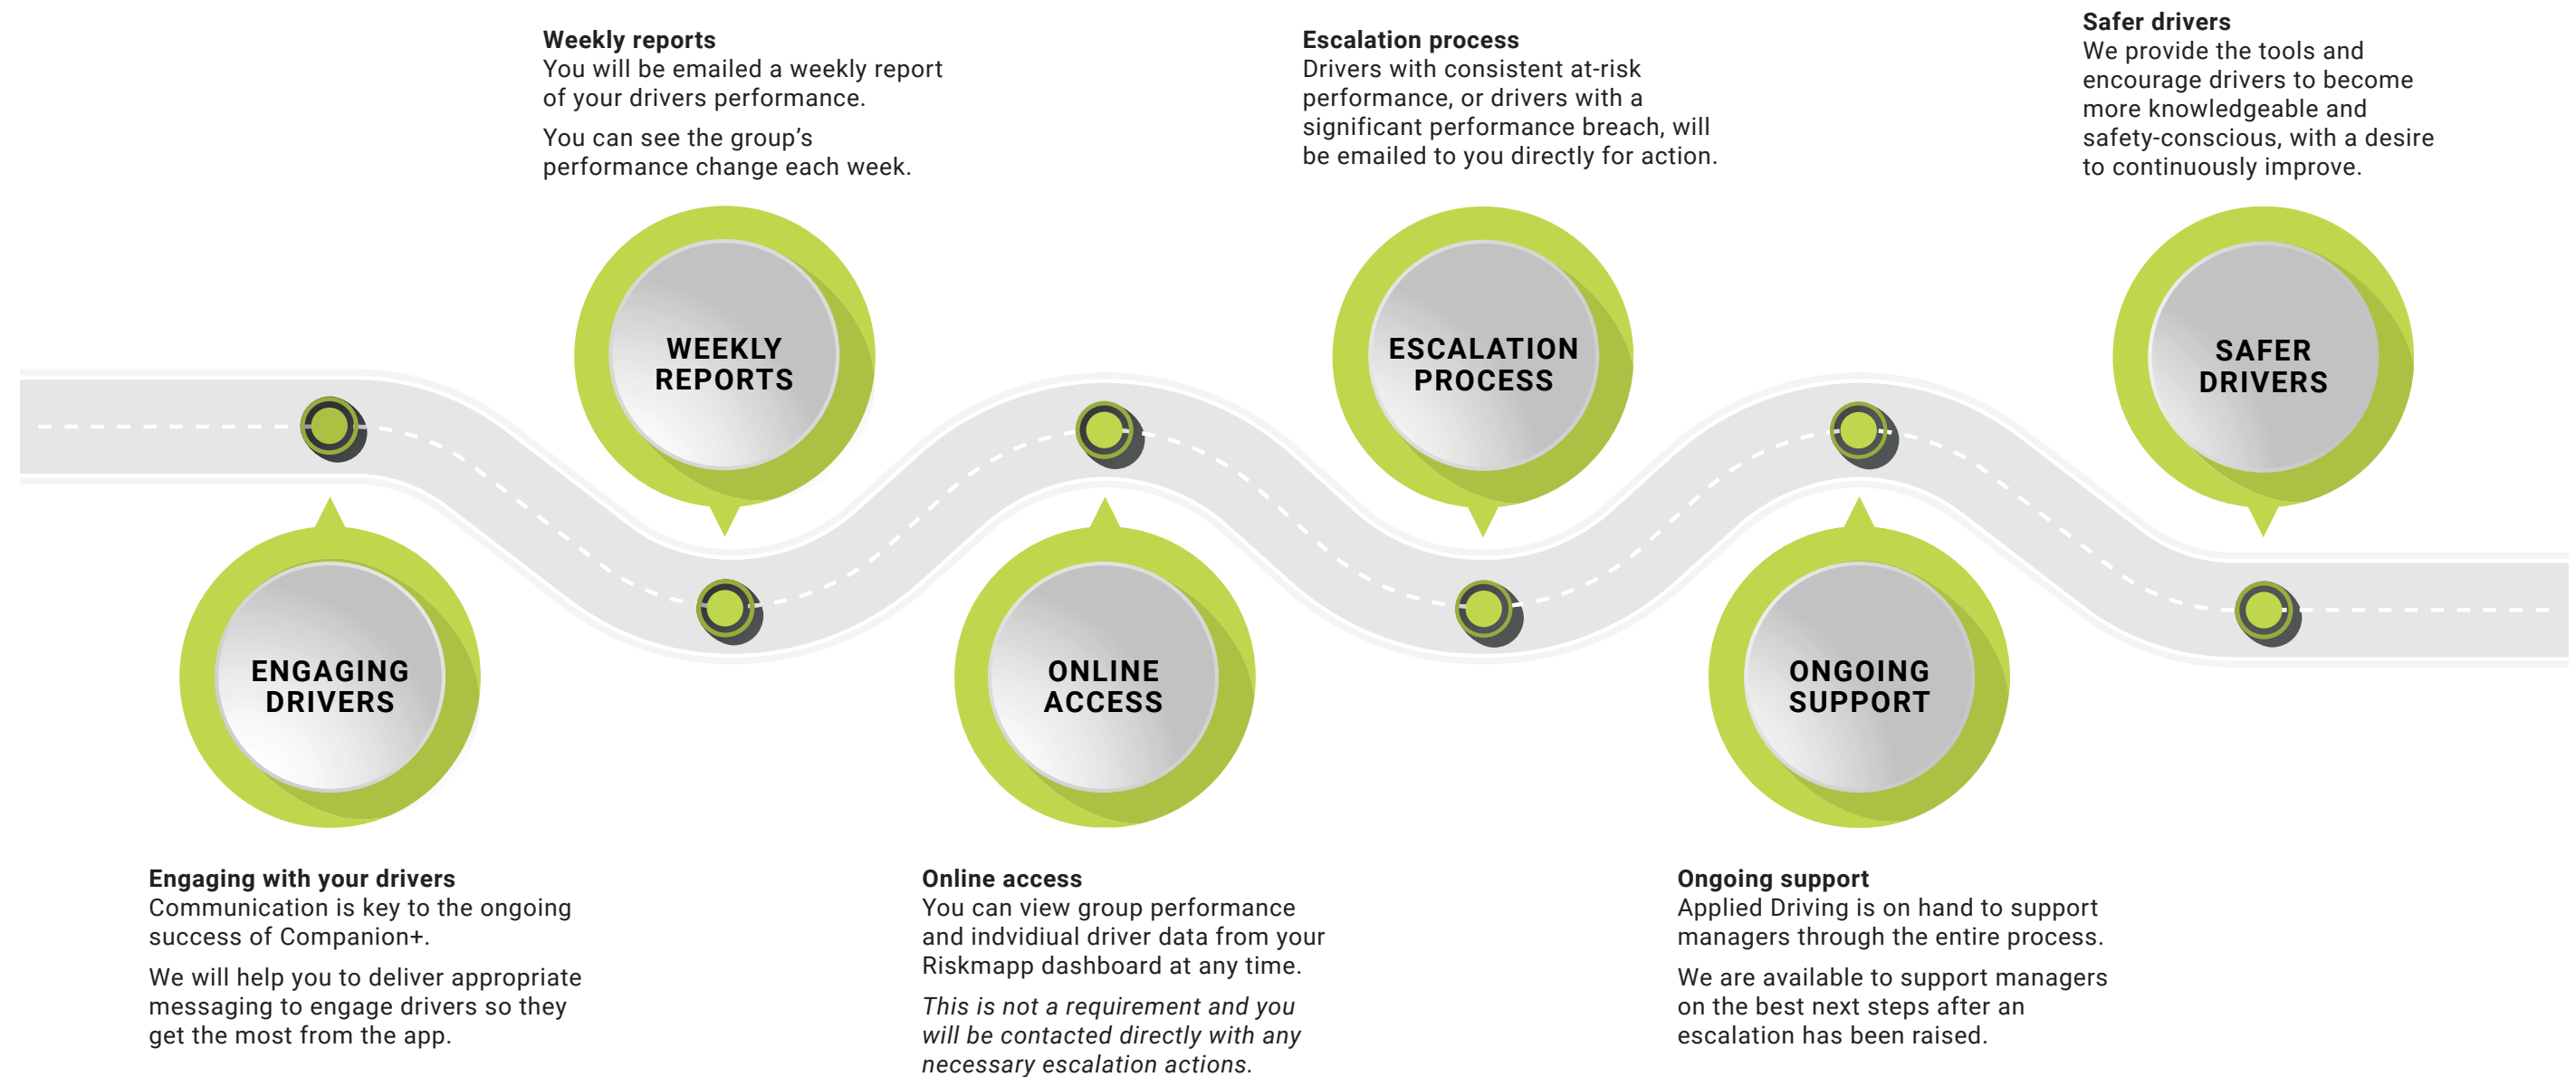 Weekly reports
You will be emailed a weekly report
of your drivers performance.
You can see the group's
performance change each week.
Escalation process
Drivers with consistent at-risk
performance, or drivers with a
significant performance breach, will
be emailed to you directly for action.
Safer drivers
We provide the tools and
encourage drivers to become
more knowledgeable and
safety-conscious, with a desire
to continuously improve.
WEEKLY
REPORTS
ESCALATION
PROCESS
SAFER
DRIVERS
ENGAGING
DRIVERS
ONLINE
ACCESS
ONGOING
SUPPORT
Engaging with your drivers
Communication is key to the ongoing
success of Companion+.
We will help you to deliver appropriate
messaging to engage drivers so they
get the most from the app.
Online access
You can view group performance
and indvidiual driver data from your
Riskmapp dashboard at any time.
This is not a requirement and you
will be contacted directly with any
necessary escalation actions.
Ongoing support
Applied Driving is on hand to support
managers through the entire process.
We are available to support managers
on the best next steps after an
escalation has been raised.